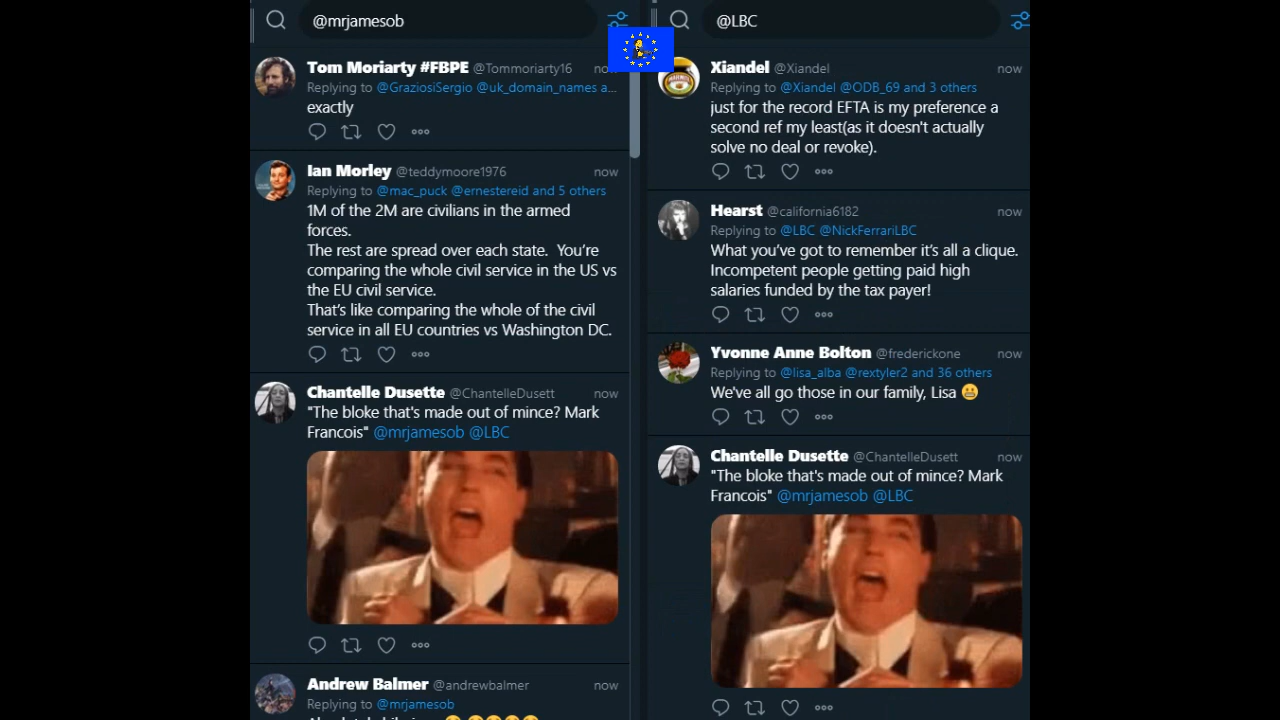 @mrjamesob
Tom Moriarty #FBPE @Tommoriarty16 now
Replying to @GraziosiSergio @uk_domain_names a...
exactly
Ian Morley @teddymoore1976 now
Replying to @mac_puck @ernestereid and 5 others
1M of the 2M are civilians in the armed
forces.
The rest are spread over each state. You’re
comparing the whole civil service in the US vs
the EU civil service.
That’s like comparing the whole of the civil
service in all EU countries vs Washington DC.
Chantelle Dusette @ChantelleDusett now
"The bloke that's made out of mince? Mark
Francois" @mrjamesob @LBC
Andrew Balmer @andrewbalmer now
Replying to @mrjamesob
@LBC
Xiandel @Xiandel now
Replying to @Xiandel @ODB_69 and 3 others
just for the record EFTA is my preference a
second ref my least(as it doesn't actually
solve no deal or revoke).
Hearst @california6182 now
Replying to @LBC @NickFerrariLBC
What you’ve got to remember it’s all a clique.
Incompetent people getting paid high
salaries funded by the tax payer!
Yvonne Anne Bolton @frederickone now
Replying to @lisa_alba @rextyler2 and 36 others
We've all go those in our family, Lisa 😬
Chantelle Dusette @ChantelleDusett now
"The bloke that's made out of mince? Mark
Francois" @mrjamesob @LBC